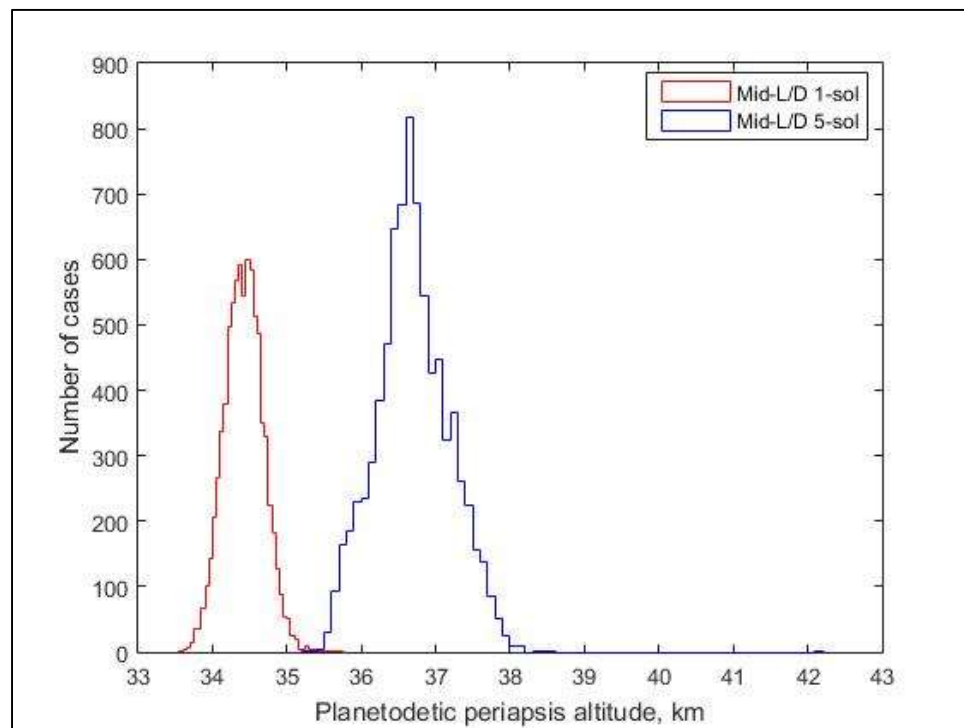 900
800
700
600
500
400
300
200
100
0
Number of cases
Mid-L/D 1-sol
Mid-L/D 5-sol
33 34 35 36 37 38 39 40 41 42 43
Planetodetic periapsis altitude, km